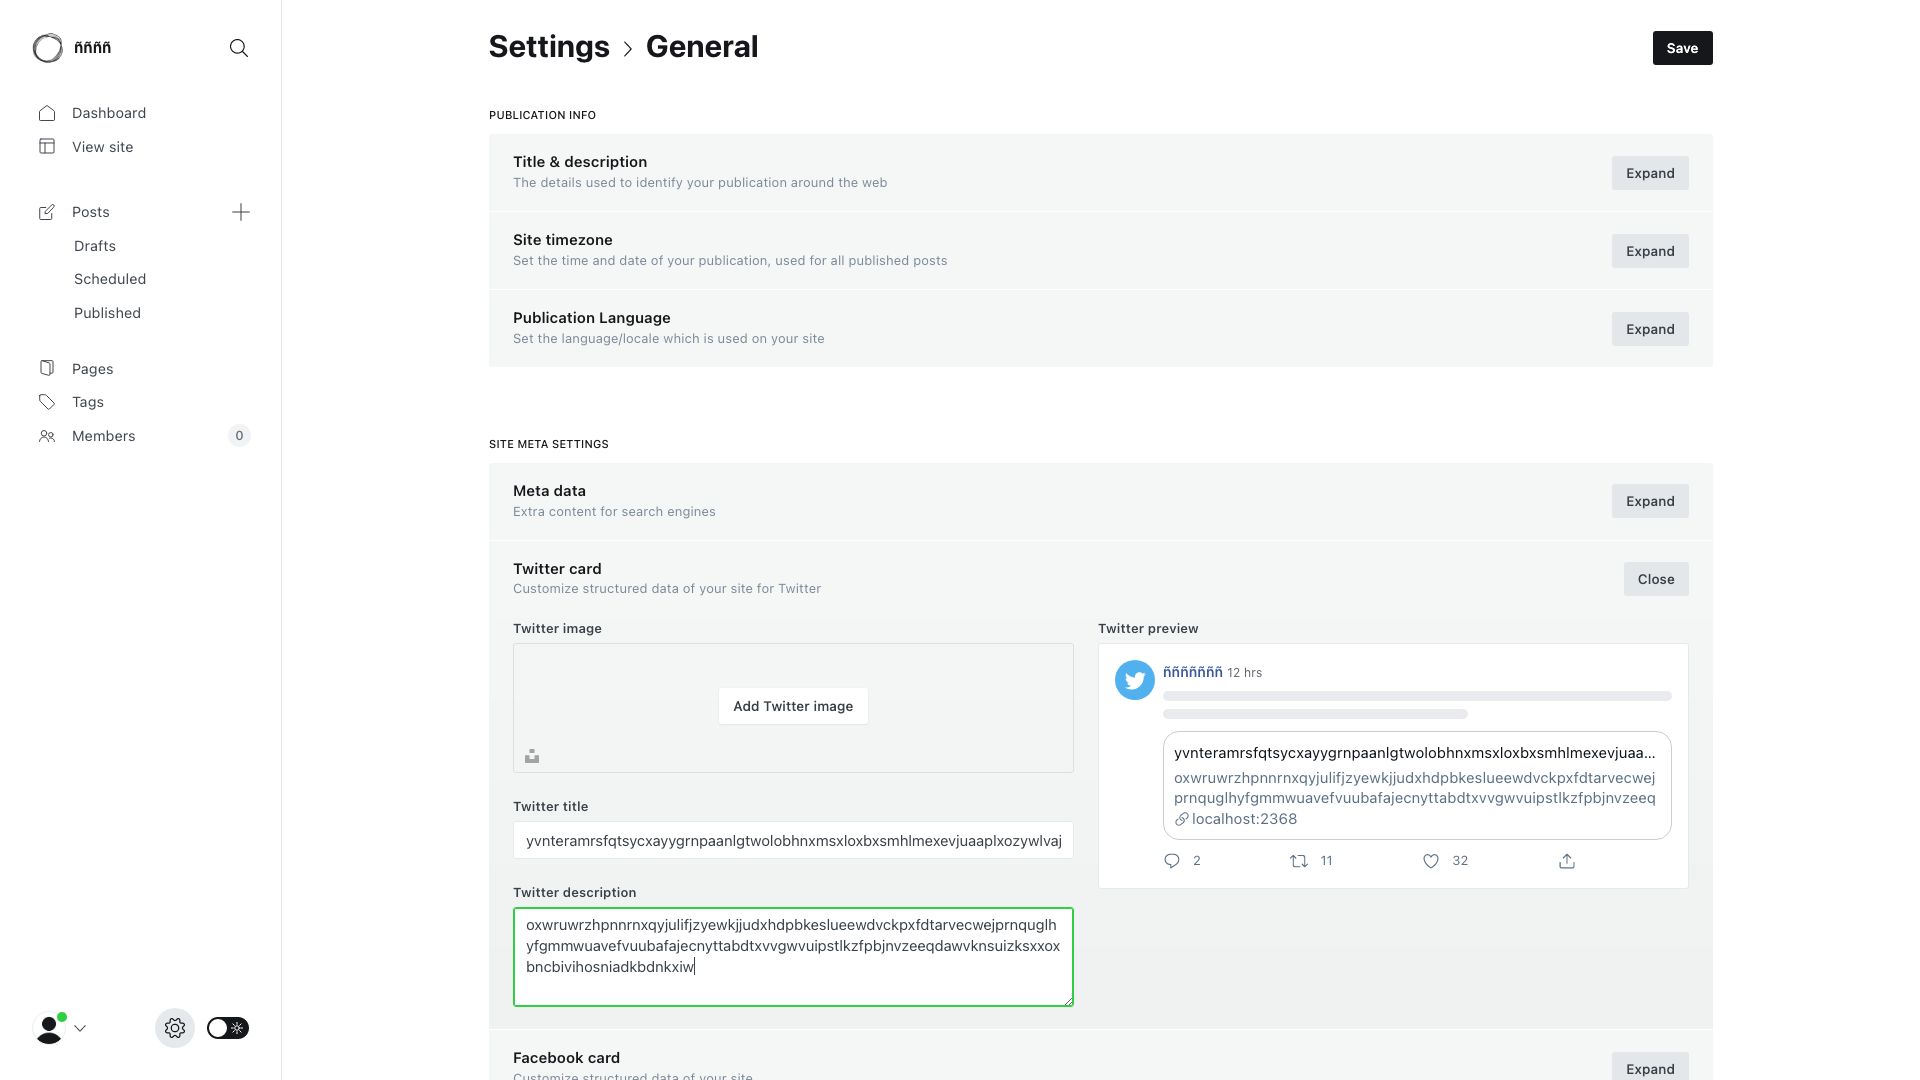 ññññ
Dashboard
View site
Posts
Drafts
Scheduled
Published
Pages
Tags
Members
0
Settings › General
Save
PUBLICATION INFO
Title & description
The details used to identify your publication around the web
Expand
Site timezone
Set the time and date of your publication, used for all published posts
Expand
Publication Language
Set the language/locale which is used on your site
Expand
SITE META SETTINGS
Meta data
Extra content for search engines
Expand
Twitter card
Customize structured data of your site for Twitter
Close
Twitter image
Add Twitter image
Twitter title
yvnteramrsfqtsycxayygrnpaanlgtwolobhnxmsxloxbxsmhlmexevjuaaplxozywlvaj
Twitter description
oxwruwrzhpnnrnxqyjulifjzyewkjjudxhdpbkeslueewdvckpxfdtarvecwejprnquglh
yfgmmwuavefvuubafajecnyttabdtxvvgwvuipstlkzfpbjnvzeeqdawvknsuizksxxox
bncbivihosniadkbdnkxiw
Twitter preview
ñññññññ 12 hrs
yvnteramrsfqtsycxayygrnpaanlgtwolobhnxmsxloxbxsmhlmexevjuaa...
oxwruwrzhpnnrnxqyjulifjzyewkjjudxhdpbkeslueewdvckpxfdtarvecwej
prnquglhyfgmmwuavefvuubafajecnyttabdtxvvgwvuipstlkzfpbjnvzeeq
localhost:2368
2 11 32
Facebook card
Customize structured data of your site
Expand